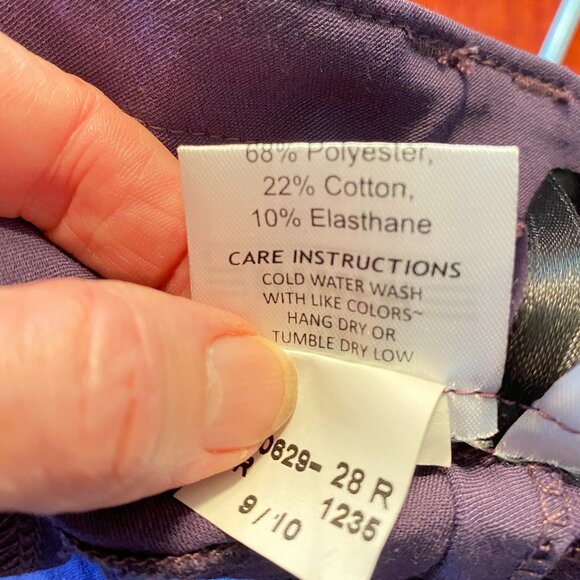 68% Polyester,
22% Cotton,
10% Elasthane
CARE INSTRUCTIONS
COLD WATER WASH
WITH LIKE COLORS~
HANG DRY OR
TUMBLE DRY LOW
0629- 28 R
R 1235
9/10